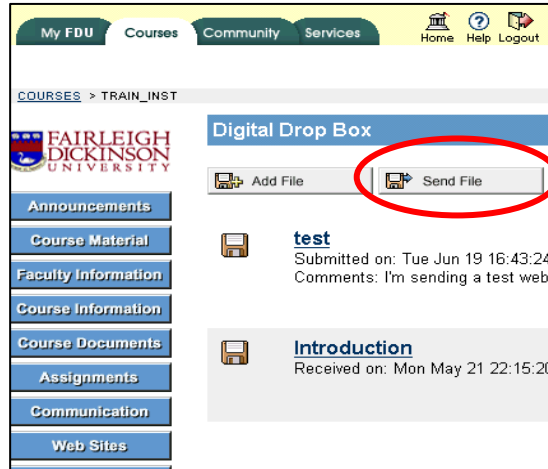 My FDU
Courses
Community
Services
Home
Help
Logout
COURSES > TRAIN_INST
FAIRLEIGH
DICKINSON
UNIVERSITY
Digital Drop Box
Add File
Send File
Announcements
Course Material
Faculty Information
Course Information
Course Documents
Assignments
Communication
Web Sites
test
Submitted on: Tue Jun 19 16:43:24
Comments: I'm sending a test web
Introduction
Received on: Mon May 21 22:15:20